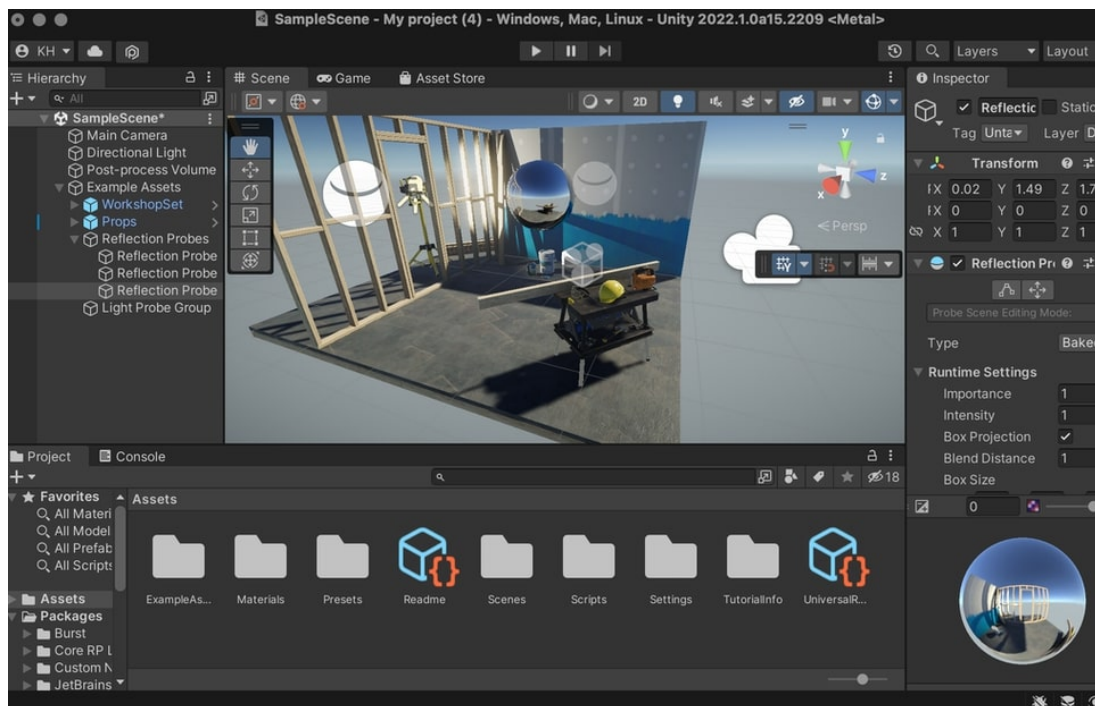 SampleScene - My project (4) - Windows, Mac, Linux - Unity 2022.1.0a15.2209 <Metal>
KH
Layers
Layout
Hierarchy
All
SampleScene*
Main Camera
Directional Light
Post-process Volume
Example Assets
WorkshopSet
Props
Reflection Probes
Reflection Probe
Reflection Probe
Reflection Probe
Light Probe Group
Scene Game Asset Store
2D
y
z
x
Persp
Y
Inspector
Reflectic Static
Tag Unta Layer D
Transform
X 0.02 Y 1.49 Z 1.7
X 0 Y 0 Z 0
X 1 Y 1 Z 1
Reflection Pr
Probe Scene Editing Mode:
Type Baked
Runtime Settings
Importance 1
Intensity 1
Box Projection
Blend Distance 1
Box Size
0
Project Console
18
Favorites
All Materi
All Model
All Prefab
All Scripts
Assets
Packages
Burst
Core RP L
Custom N
JetBrains
Assets
ExampleAs...
Materials
Presets
Readme
Scenes
Scripts
Settings
TutorialInfo
UniversalR...